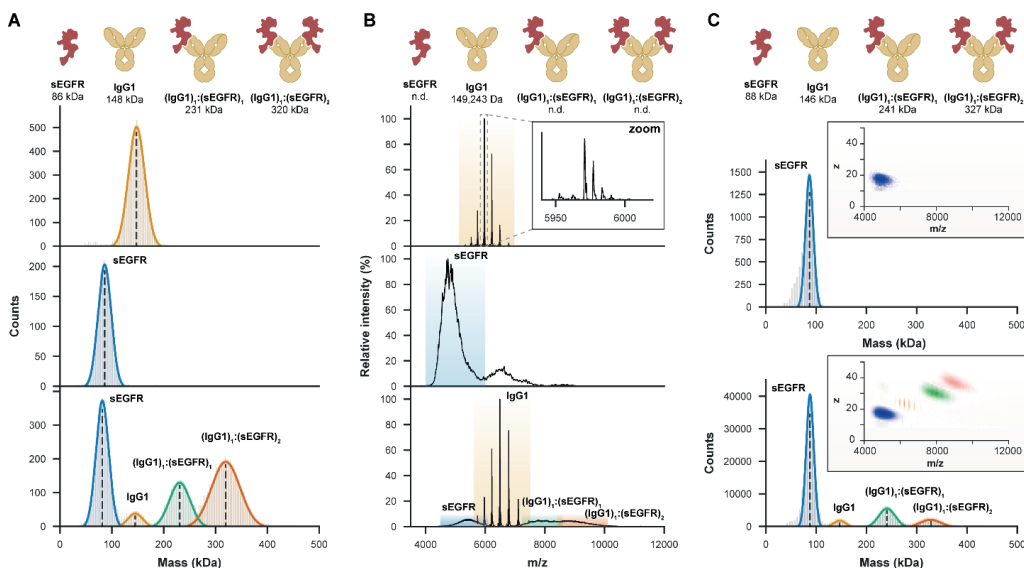 A
sEGFR
86 kDa
IgG1
148 kDa
(IgG1)₁:(sEGFR)₁
231 kDa
(IgG1)₁:(sEGFR)₂
320 kDa
500
400
300
200
100
0
sEGFR
200
150
100
50
0
Counts
sEGFR
IgG1
(IgG1)₁:(sEGFR)₁
(IgG1)₁:(sEGFR)₂
400
300
200
100
0
0 100 200 300 400 500
Mass (kDa)
B
sEGFR
n.d.
IgG1
149,243 Da
(IgG1)₁:(sEGFR)₁
n.d.
(IgG1)₁:(sEGFR)₂
n.d.
100
80
60
40
20
0
zoom
5950 6000
sEGFR
100
80
60
40
20
0
Relative intensity (%)
IgG1
sEGFR
(IgG1)₁:(sEGFR)₁
(IgG1)₁:(sEGFR)₂
100
80
60
40
20
0
4000 6000 8000 10000 12000
m/z
C
sEGFR
88 kDa
IgG1
146 kDa
(IgG1)₁:(sEGFR)₁
241 kDa
(IgG1)₁:(sEGFR)₂
327 kDa
sEGFR
1500
1250
1000
750
500
250
0
Counts
0 100 200 300 400 500
Mass (kDa)
40
20
0
z
4000 8000 12000
m/z
sEGFR
IgG1
(IgG1)₁:(sEGFR)₁
(IgG1)₁:(sEGFR)₂
40000
30000
20000
10000
0
Counts
0 100 200 300 400 500
Mass (kDa)
40
20
0
z
4000 8000 12000
m/z